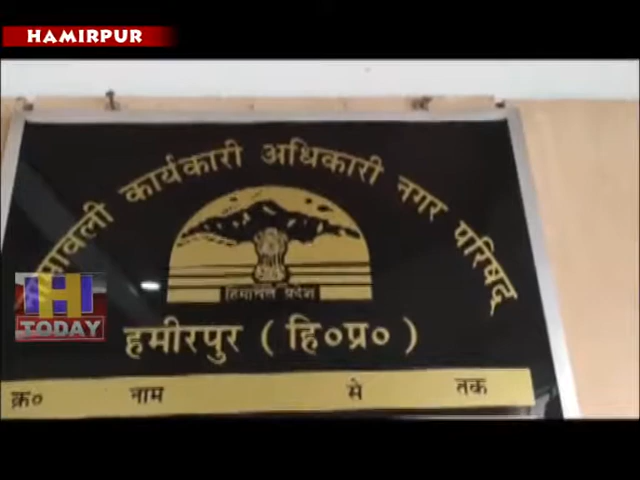 HAMIRPUR
कार्यकारी अधिकारी नगर परिषद्
हिमाचल प्रदेश
H
TODAY
हमीरपुर ( हि०प्र० )
क्र० नाम से तक